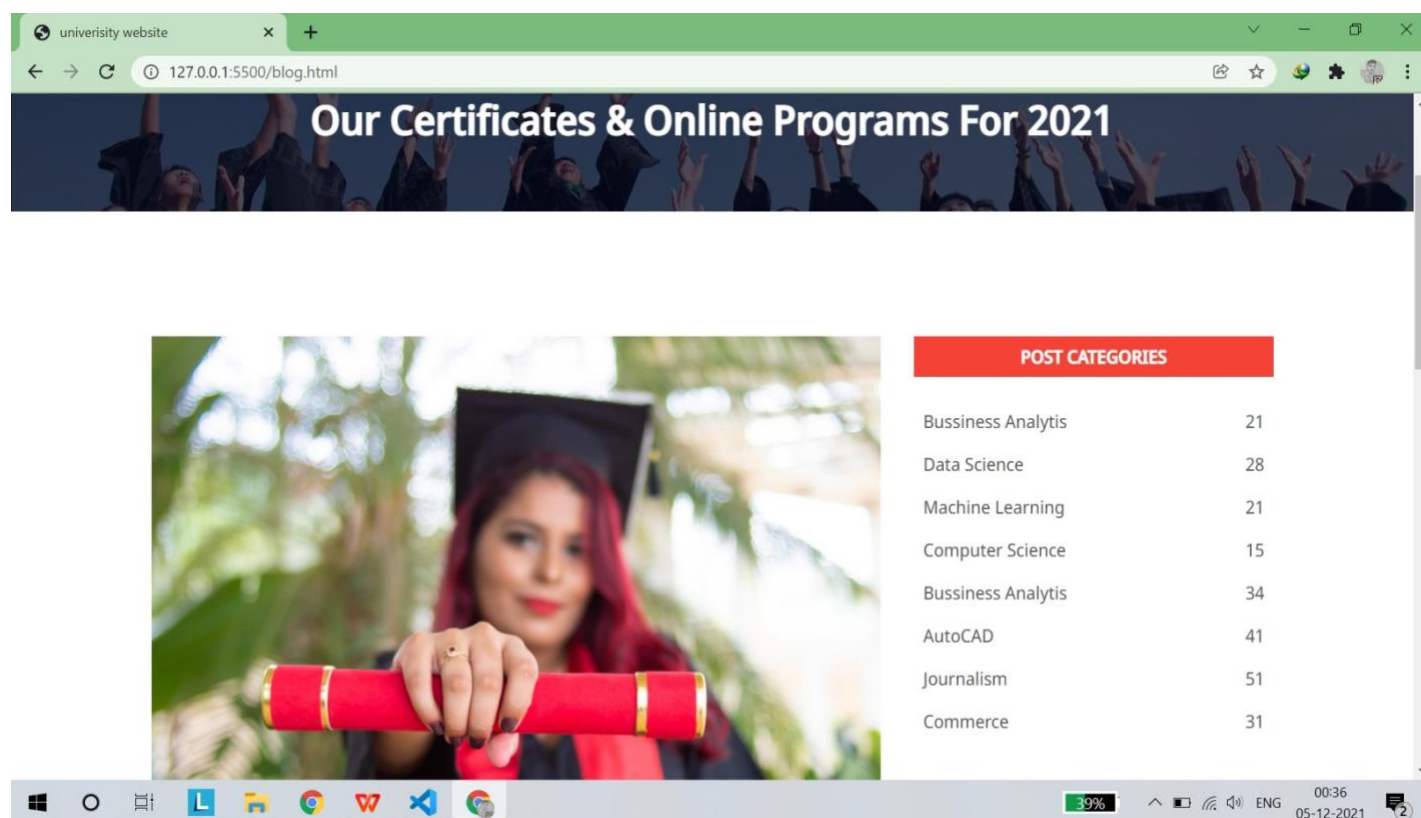 univerisity website
127.0.0.1:5500/blog.html
Our Certificates & Online Programs For 2021
POST CATEGORIES
Bussiness Analytis 21
Data Science 28
Machine Learning 21
Computer Science 15
Bussiness Analytis 34
AutoCAD 41
Journalism 51
Commerce 31
L
39% ENG 00:36
05-12-2021 2